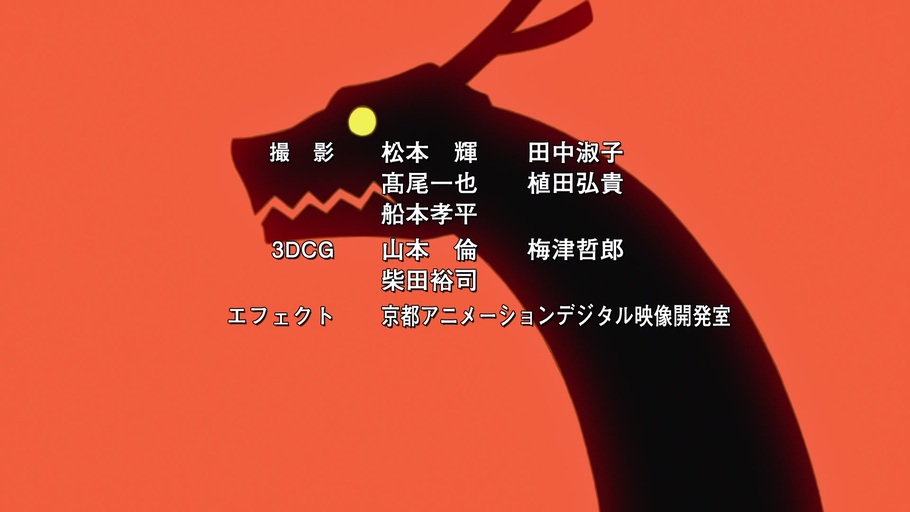 撮　影　松本　輝　田中淑子
髙尾一也　植田弘貴
船本孝平
3DCG　山本　倫　梅津哲郎
柴田裕司
エフェクト　京都アニメーションデジタル映像開発室